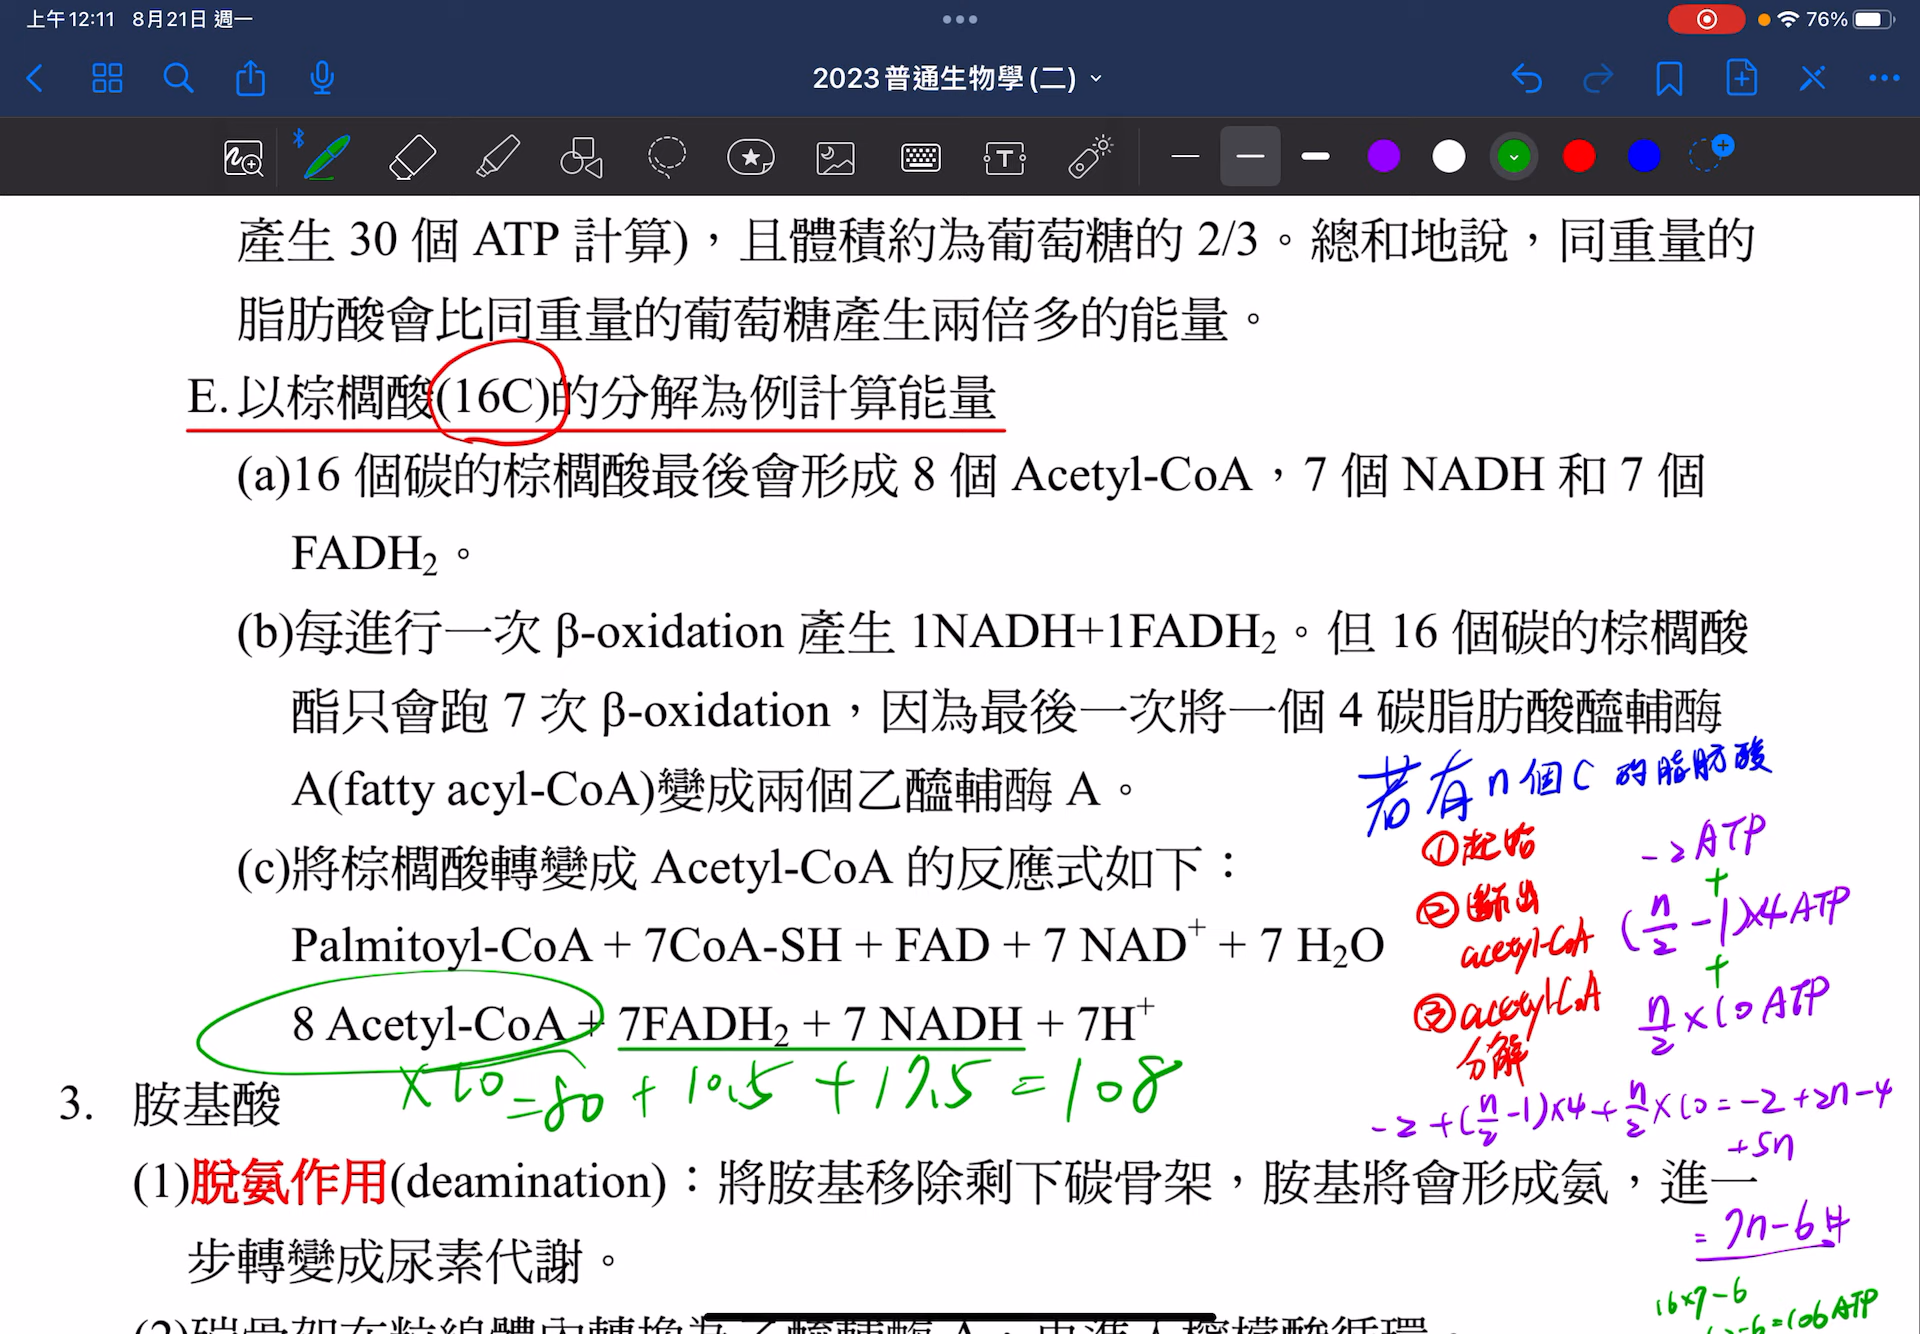 上午12:11 8月21日 週一
76%
2023普通生物學(二)
產生 30 個 ATP 計算)，且體積約為葡萄糖的 2/3。總和地說，同重量的
脂肪酸會比同重量的葡萄糖產生兩倍多的能量。
E.以棕櫚酸(16C)的分解為例計算能量
(a)16 個碳的棕櫚酸最後會形成 8 個 Acetyl-CoA，7 個 NADH 和 7 個
FADH₂。
(b)每進行一次 β-oxidation 產生 1NADH+1FADH₂。但 16 個碳的棕櫚酸
酯只會跑 7 次 β-oxidation，因為最後一次將一個 4 碳脂肪酸醯輔酶
A(fatty acyl-CoA)變成兩個乙醯輔酶 A。
(c)將棕櫚酸轉變成 Acetyl-CoA 的反應式如下：
Palmitoyl-CoA + 7CoA-SH + FAD + 7 NAD⁺ + 7 H₂O
8 Acetyl-CoA + 7FADH₂ + 7 NADH + 7H⁺
×10 =80 + 10.5 + 17.5 = 108
若有n個C的脂肪酸
①起始 -2ATP
+
②斷出 (n/2 -1)×4ATP
acetyl-CoA
+
③acetyl-CoA n/2 ×10 ATP
分解
-2+(n/2 -1)×4+n/2 ×10 = -2+2n-4
+5n
= 7n-6#
16×7-6
-6=106ATP
3. 胺基酸
(1)脫氨作用(deamination)：將胺基移除剩下碳骨架，胺基將會形成氨，進一
步轉變成尿素代謝。